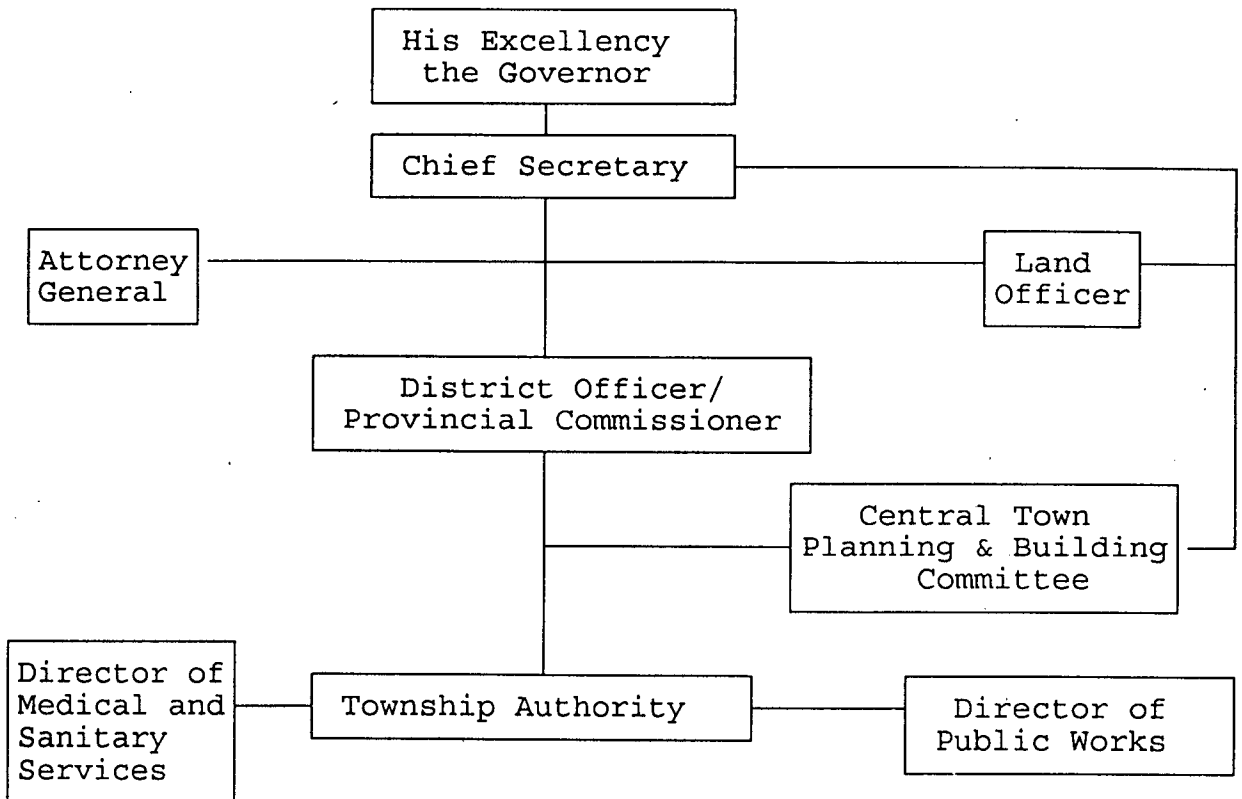 His Excellency
the Governor
Chief Secretary
Attorney
General
Land
Officer
District Officer/
Provincial Commissioner
Central Town
Planning & Building
Committee
Director of
Medical and
Sanitary
Services
Township Authority
Director of
Public Works